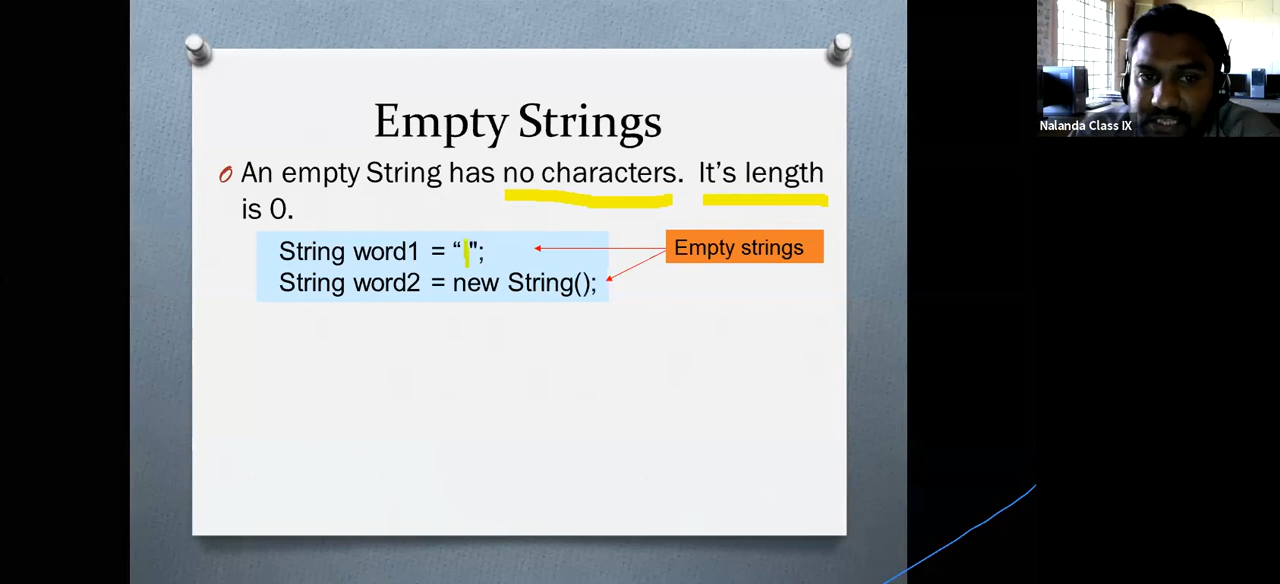 Empty Strings
An empty String has no characters. It’s length
is 0.
String word1 = “";
String word2 = new String();
Empty strings
Nalanda Class IX